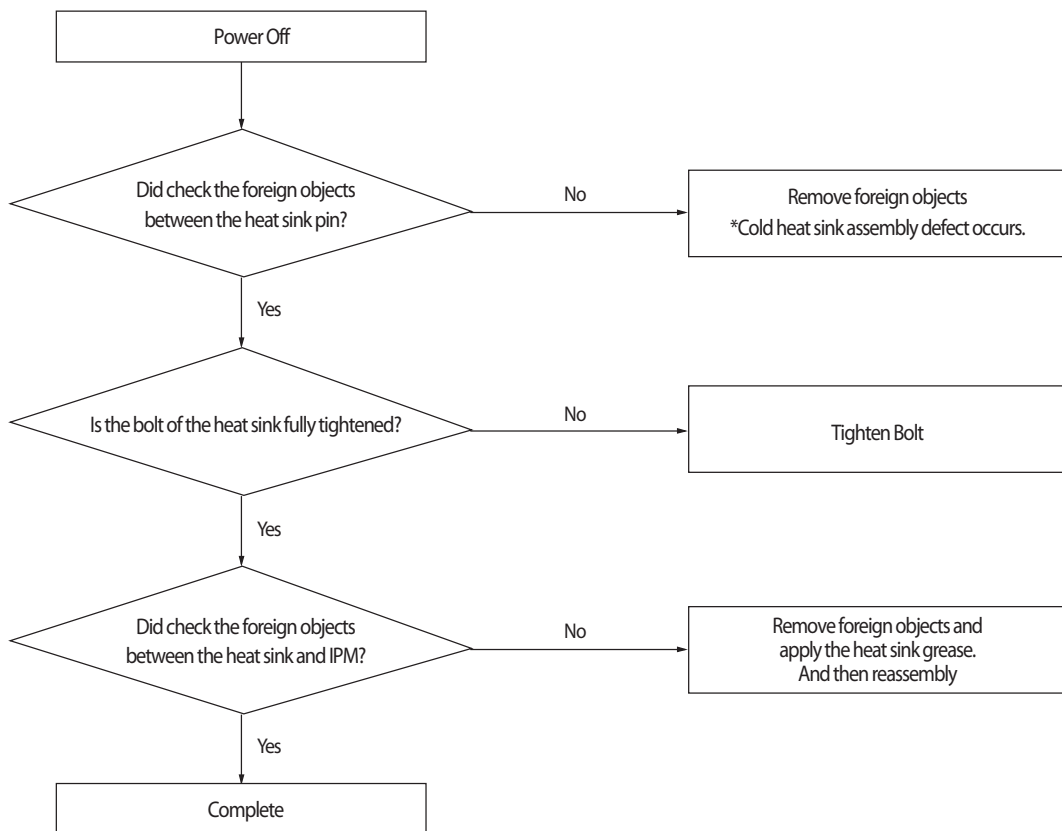 Power Off
Did check the foreign objects
between the heat sink pin?
No
Remove foreign objects
*Cold heat sink assembly defect occurs.
Yes
Is the bolt of the heat sink fully tightened?
No
Tighten Bolt
Yes
Did check the foreign objects
between the heat sink and IPM?
No
Remove foreign objects and
apply the heat sink grease.
And then reassembly
Yes
Complete